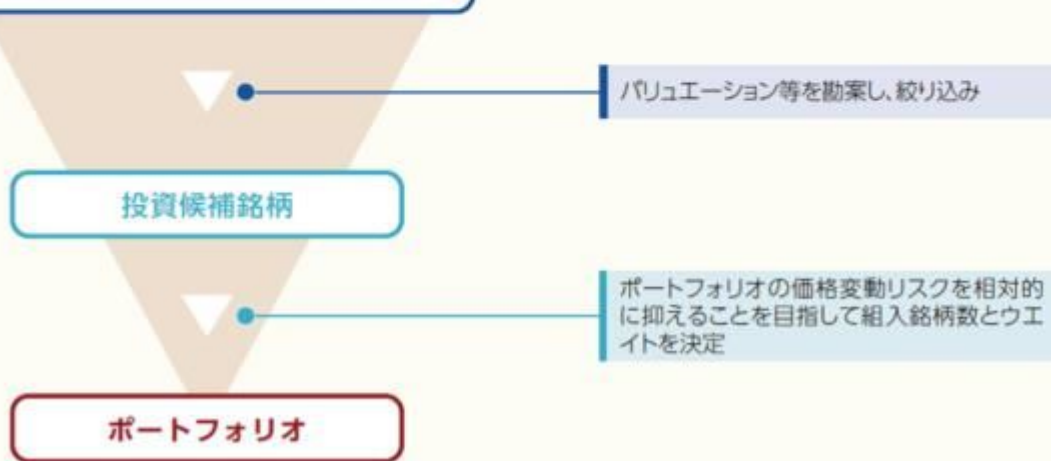 バリュエーション等を勘案し、絞り込み
投資候補銘柄
ポートフォリオの価格変動リスクを相対的
に抑えることを目指して組入銘柄数とウエ
イトを決定
ポートフォリオ